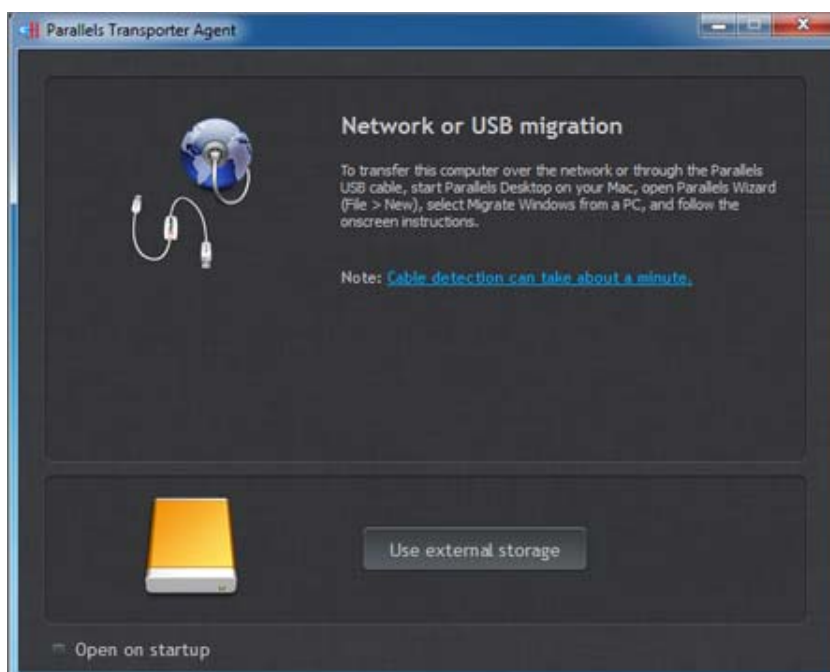 Parallels Transporter Agent
Network or USB migration
To transfer this computer over the network or through the Parallels
USB cable, start Parallels Desktop on your Mac, open Parallels Wizard
(File > New), select Migrate Windows from a PC, and follow the
onscreen instructions.
Note: Cable detection can take about a minute.
Use external storage
Open on startup